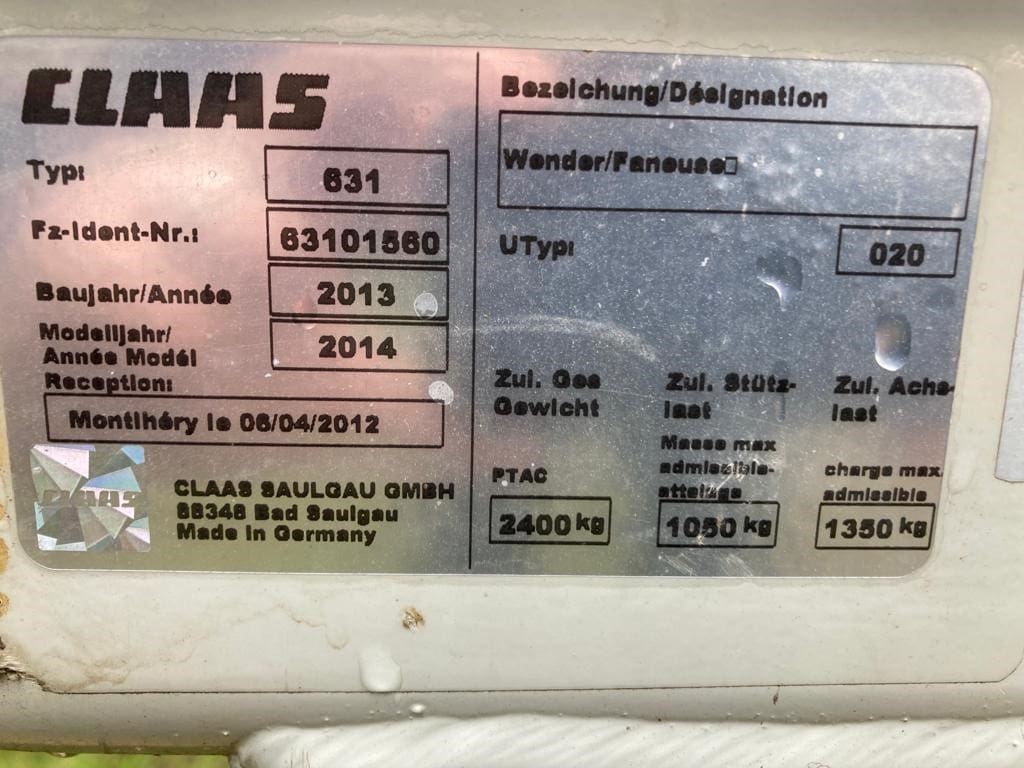 CLAAS
Typ: 631
Fz-Ident-Nr.: 63101560
Baujahr/Année 2013
Modelljahr/
Année Modél 2014
Reception:
Montlhéry le 06/04/2012
CLAAS
CLAAS SAULGAU GMBH
88348 Bad Saulgau
Made in Germany
Bezeichung/Désignation
Wender/Faneuse
UTyp: 020
Zul. Ges
Gewicht
PTAC
2400 kg
Zul. Stütz-
last
Masse max
admissible-
attelage
1050 kg
Zul. Achs-
last
charge max.
admissible
1350 kg